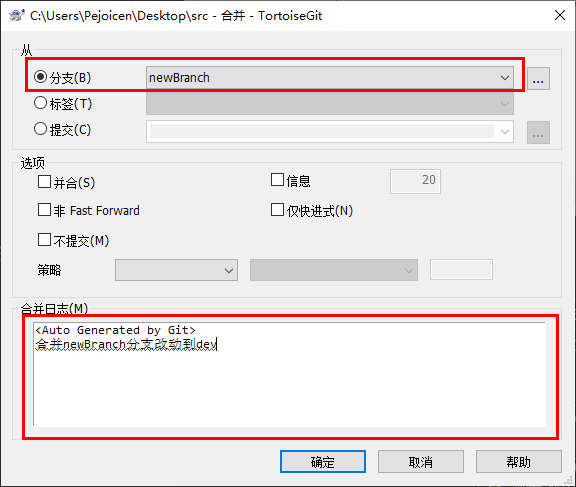 C:\Users\Pejoicen\Desktop\src - 合并 - TortoiseGit
从
分支(B)
newBranch
...
标签(T)
提交(C)
...
选项
并合(S)
信息
20
非 Fast Forward
仅快进式(N)
不提交(M)
策略
合并日志(M)
<Auto Generated by Git>
合并newBranch分支改动到dev
确定
取消
帮助